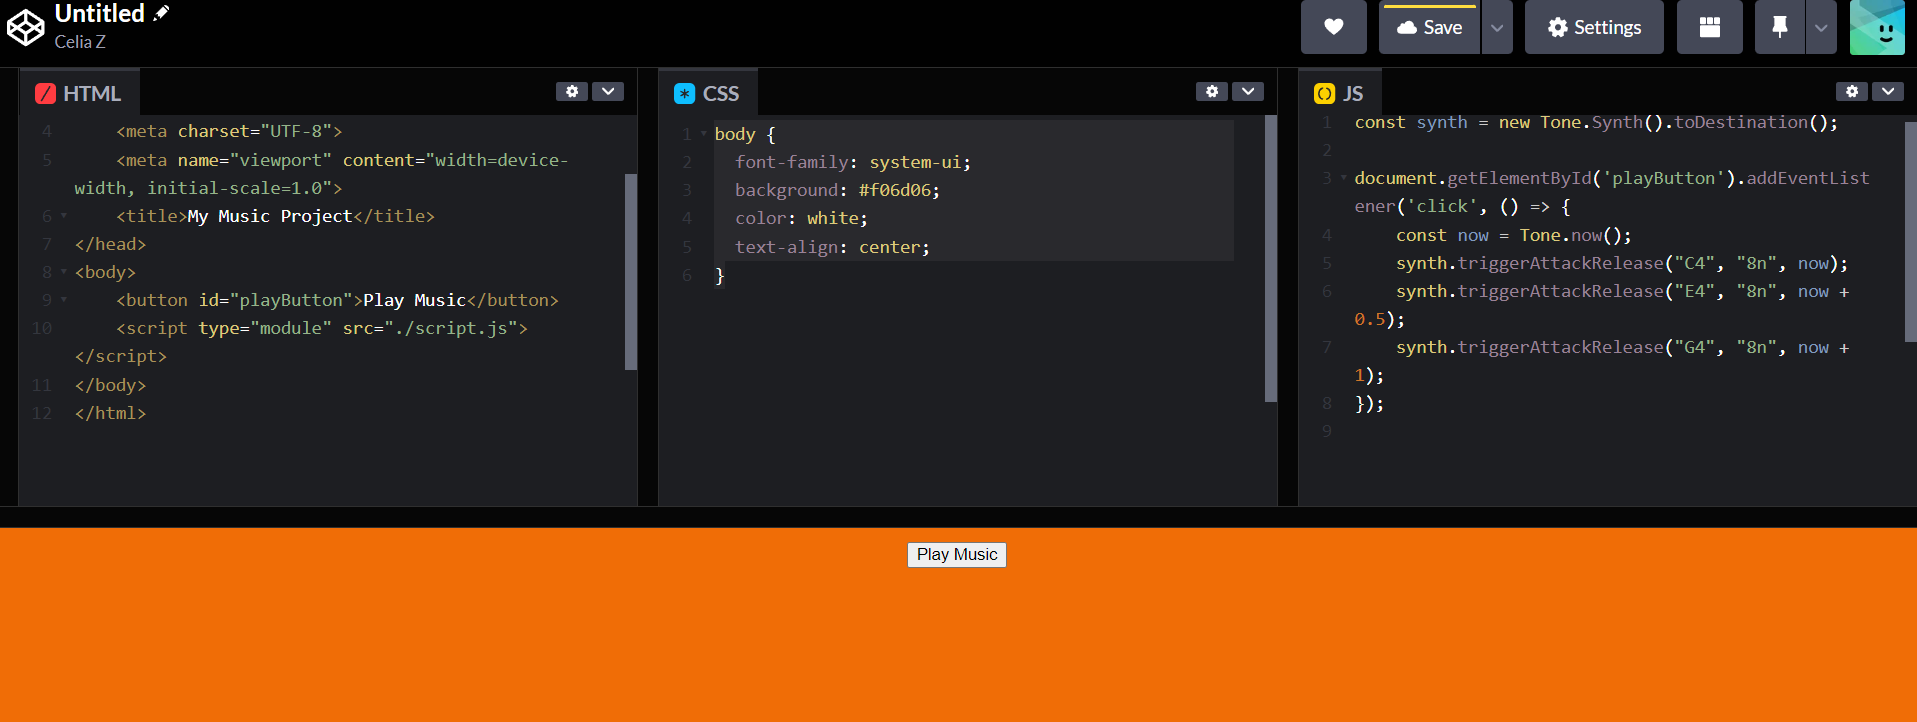 Untitled
Celia Z
Save
Settings
HTML
4 <meta charset="UTF-8">
5 <meta name="viewport" content="width=device-
width, initial-scale=1.0">
6 <title>My Music Project</title>
7 </head>
8 <body>
9 <button id="playButton">Play Music</button>
10 <script type="module" src="./script.js">
</script>
11 </body>
12 </html>
CSS
1 body {
2 font-family: system-ui;
3 background: #f06d06;
4 color: white;
5 text-align: center;
6 }
JS
1 const synth = new Tone.Synth().toDestination();
2
3 document.getElementById('playButton').addEventList
ener('click', () => {
4 const now = Tone.now();
5 synth.triggerAttackRelease("C4", "8n", now);
6 synth.triggerAttackRelease("E4", "8n", now +
0.5);
7 synth.triggerAttackRelease("G4", "8n", now +
1);
8 });
9
Play Music